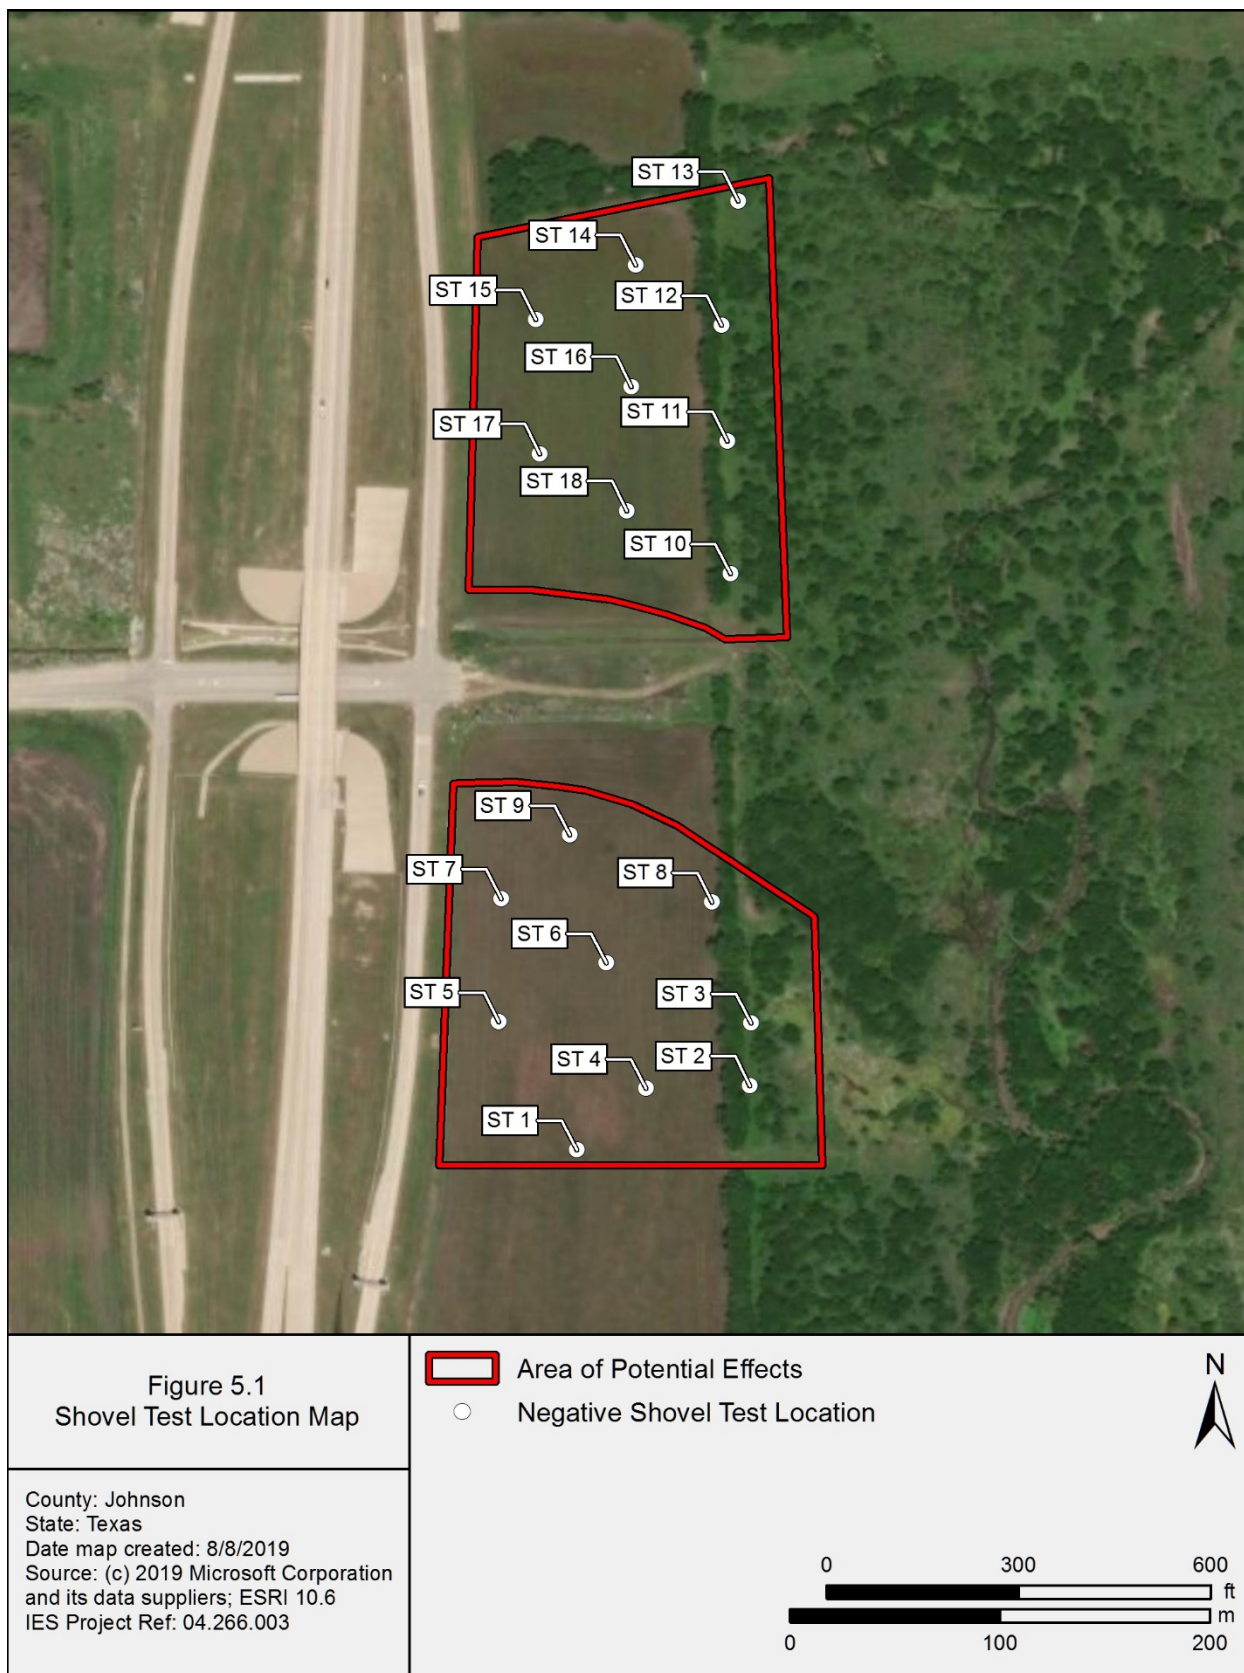 ST 13
ST 14
ST 15
ST 12
ST 16
ST 11
ST 17
ST 18
ST 10
ST 9
ST 7
ST 8
ST 6
ST 5
ST 3
ST 4
ST 2
ST 1
Figure 5.1
Shovel Test Location Map
County: Johnson
State: Texas
Date map created: 8/8/2019
Source: (c) 2019 Microsoft Corporation
and its data suppliers; ESRI 10.6
IES Project Ref: 04.266.003
Area of Potential Effects
Negative Shovel Test Location
N
0 300 600
ft
m
0 100 200